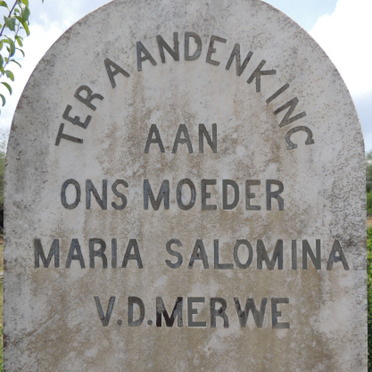 TER AANDENKING
AAN
ONS MOEDER
MARIA SALOMINA
V.D. MERWE